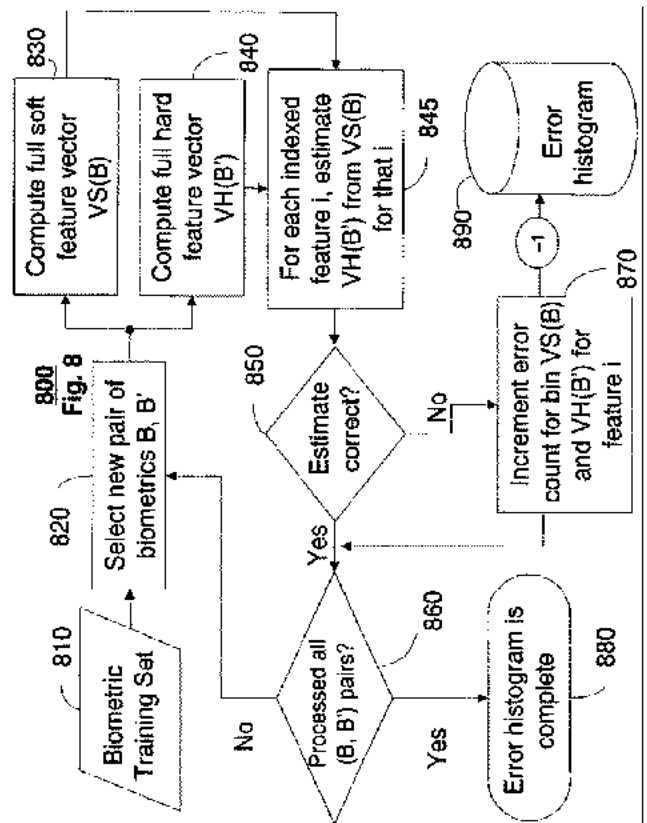 800
Fig. 8
810
Biometric
Training Set
820
Select new pair of
biometrics B, B'
830
Compute full soft
feature vector
VS(B)
840
Compute full hard
feature vector
VH(B')
845
For each indexed
feature i, estimate
VH(B') from VS(B)
for that i
850
Estimate
correct?
Yes
No
860
Processed all
(B, B') pairs?
No
Yes
870
Increment error
count for bin VS(B)
and VH(B') for
feature i
–1
890
Error
histogram
Error histogram is
complete
880